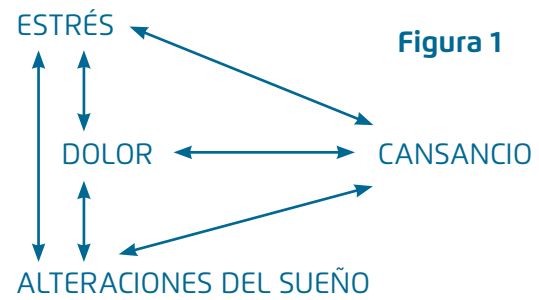 ESTRÉS
Figura 1
DOLOR
CANSANCIO
ALTERACIONES DEL SUEÑO